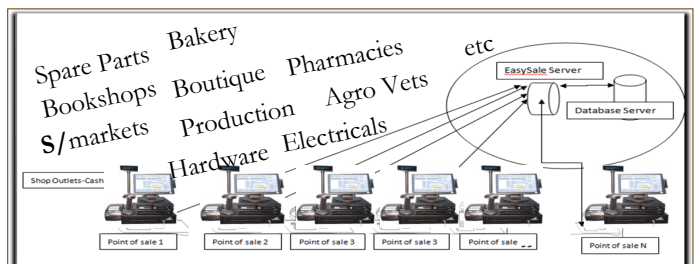 Spare Parts Bakery
Bookshops Boutique Pharmacies etc
S/markets Production Agro Vets
Hardware Electricals
EasySale Server
Database Server
Shop Outlets-Cash
Point of sale 1
Point of sale 2
Point of sale 3
Point of sale 3
Point of sale --
Point of sale N